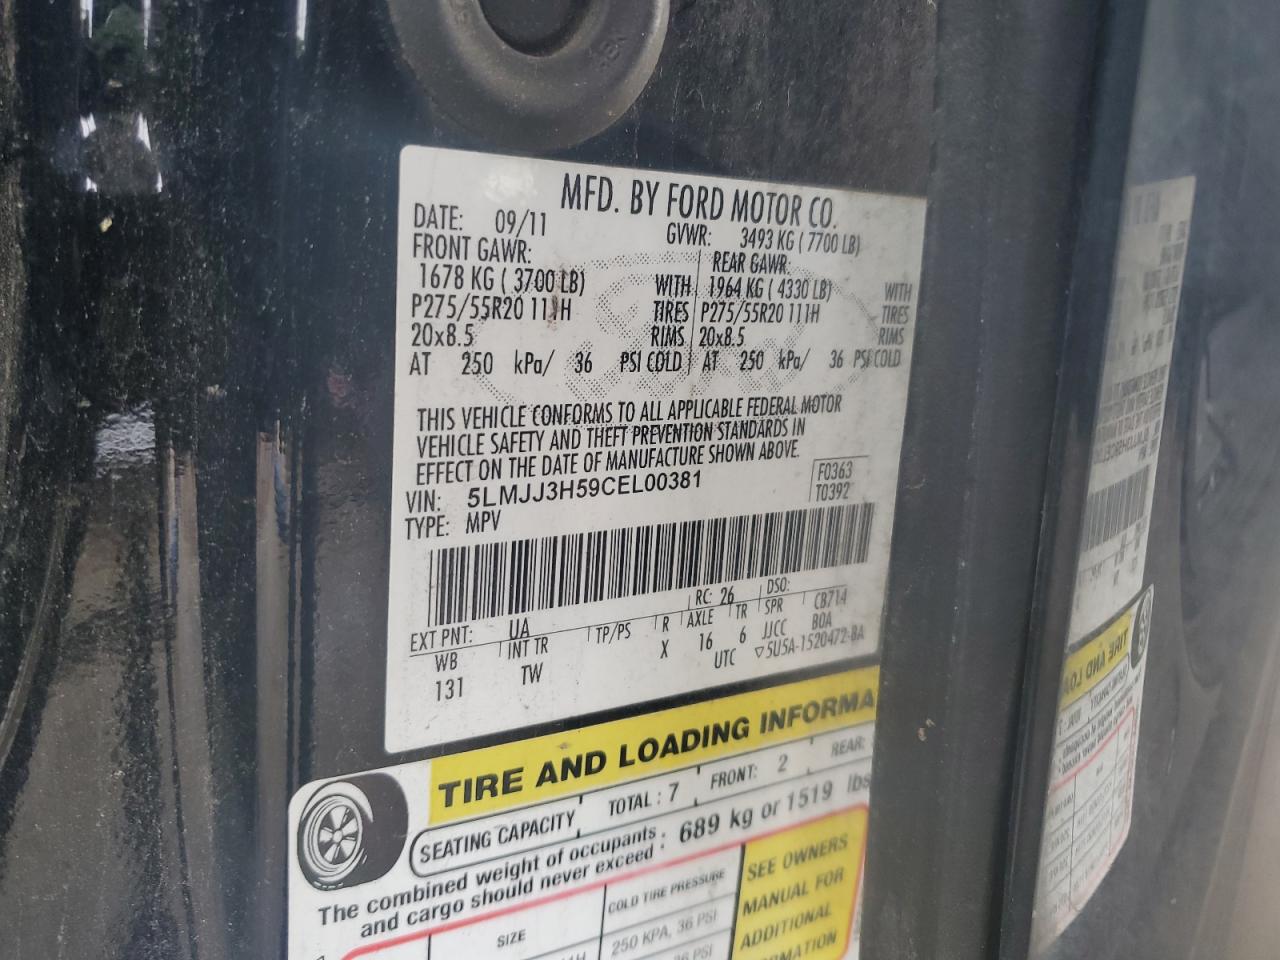 MFD. BY FORD MOTOR CO.
DATE: 09/11 GVWR: 3493 KG ( 7700 LB)
FRONT GAWR: REAR GAWR:
1678 KG ( 3700 LB) WITH 1964 KG ( 4330 LB) WITH
P275/55R20 111H TIRES P275/55R20 111H TIRES
20x8.5 RIMS 20x8.5 RIMS
AT 250 kPa/ 36 PSI COLD AT 250 kPa/ 36 PSI COLD
THIS VEHICLE CONFORMS TO ALL APPLICABLE FEDERAL MOTOR
VEHICLE SAFETY AND THEFT PREVENTION STANDARDS IN
EFFECT ON THE DATE OF MANUFACTURE SHOWN ABOVE.
F0363
VIN: 5LMJJ3H59CEL00381 T0392
TYPE: MPV
EXT PNT: UA RC: 26 DSO:
WB INT TR TP/PS R AXLE TR SPR CB714
131 TW X 16 6 JJCC BOA
UTC ▽5U5A-1520472-BA
TIRE AND LOADING INFORMA
SEATING CAPACITY TOTAL : 7 FRONT: 2 REAR:
The combined weight of occupants
and cargo should never exceed : 689 kg or 1519 lbs
SIZE COLD TIRE PRESSURE SEE OWNERS
250 KPA, 36 PSI MANUAL FOR
ADDITIONAL